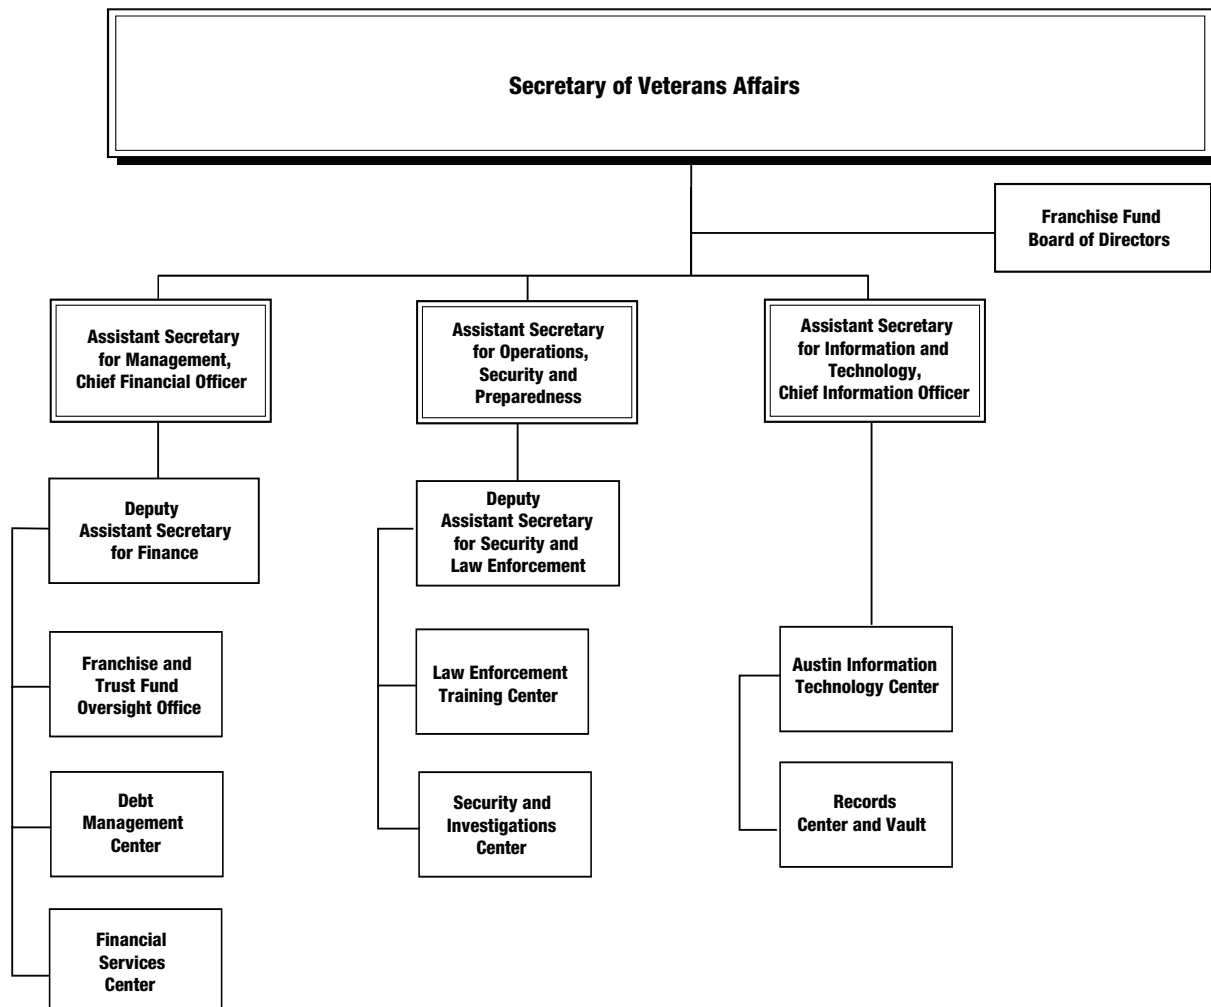 Secretary of Veterans Affairs
Franchise Fund
Board of Directors
Assistant Secretary
for Management,
Chief Financial Officer
Assistant Secretary
for Operations,
Security and
Preparedness
Assistant Secretary
for Information and
Technology,
Chief Information Officer
Deputy
Assistant Secretary
for Finance
Deputy
Assistant Secretary
for Security and
Law Enforcement
Franchise and
Trust Fund
Oversight Office
Law Enforcement
Training Center
Austin Information
Technology Center
Debt
Management
Center
Security and
Investigations
Center
Records
Center and Vault
Financial
Services
Center